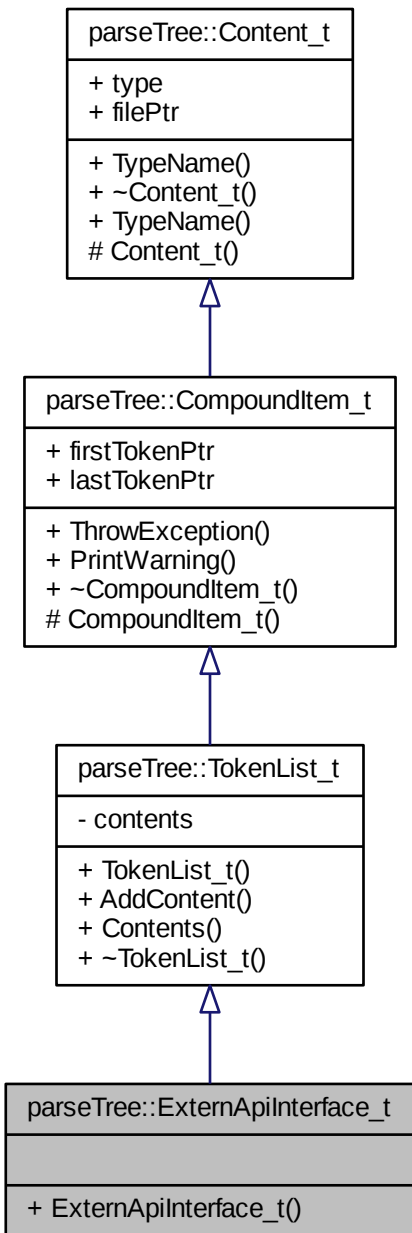 parseTree::Content_t
+ type
+ filePtr
+ TypeName()
+ ~Content_t()
+ TypeName()
# Content_t()
parseTree::CompoundItem_t
+ firstTokenPtr
+ lastTokenPtr
+ ThrowException()
+ PrintWarning()
+ ~CompoundItem_t()
# CompoundItem_t()
parseTree::TokenList_t
- contents
+ TokenList_t()
+ AddContent()
+ Contents()
+ ~TokenList_t()
parseTree::ExternApiInterface_t
+ ExternApiInterface_t()